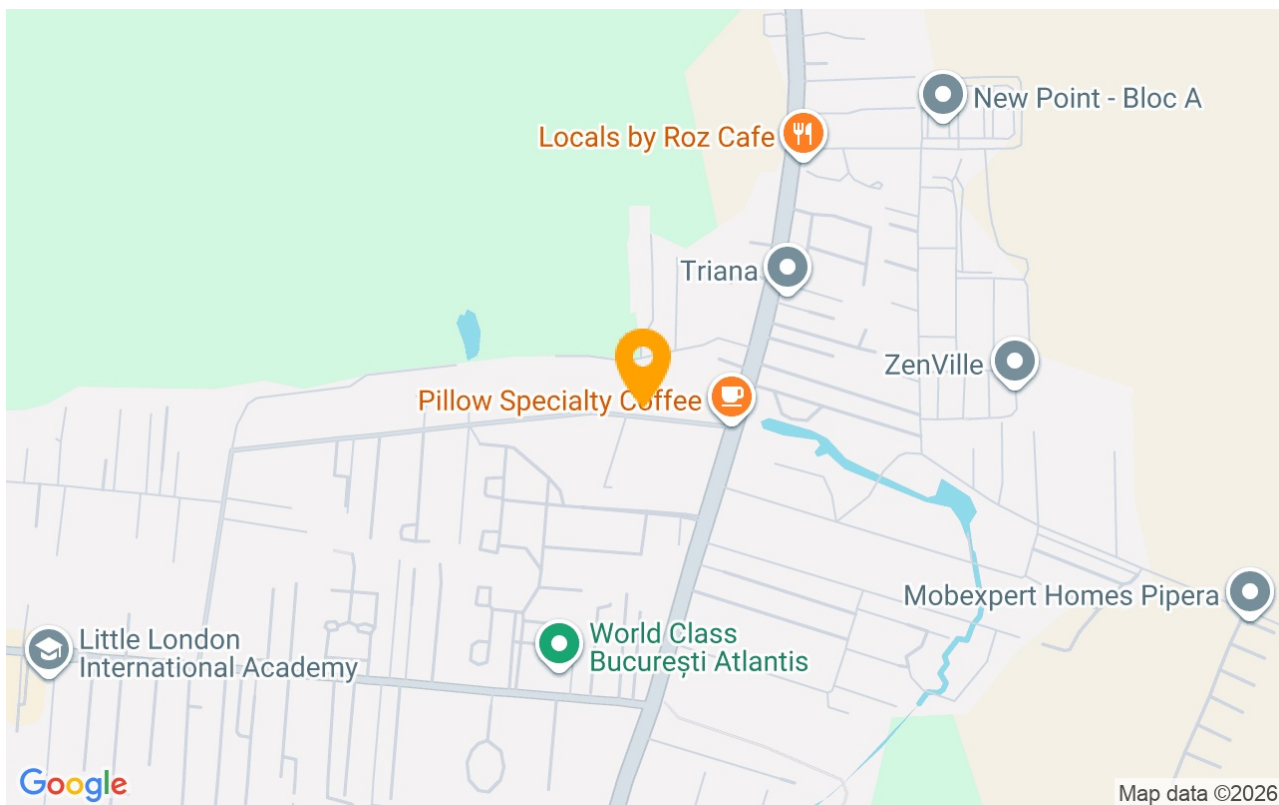 New Point - Bloc A
Locals by Roz Cafe
Triana
ZenVille
Pillow Specialty Coffee
Mobexpert Homes Pipera
World Class
București Atlantis
Little London
International Academy
Google
Map data ©2026